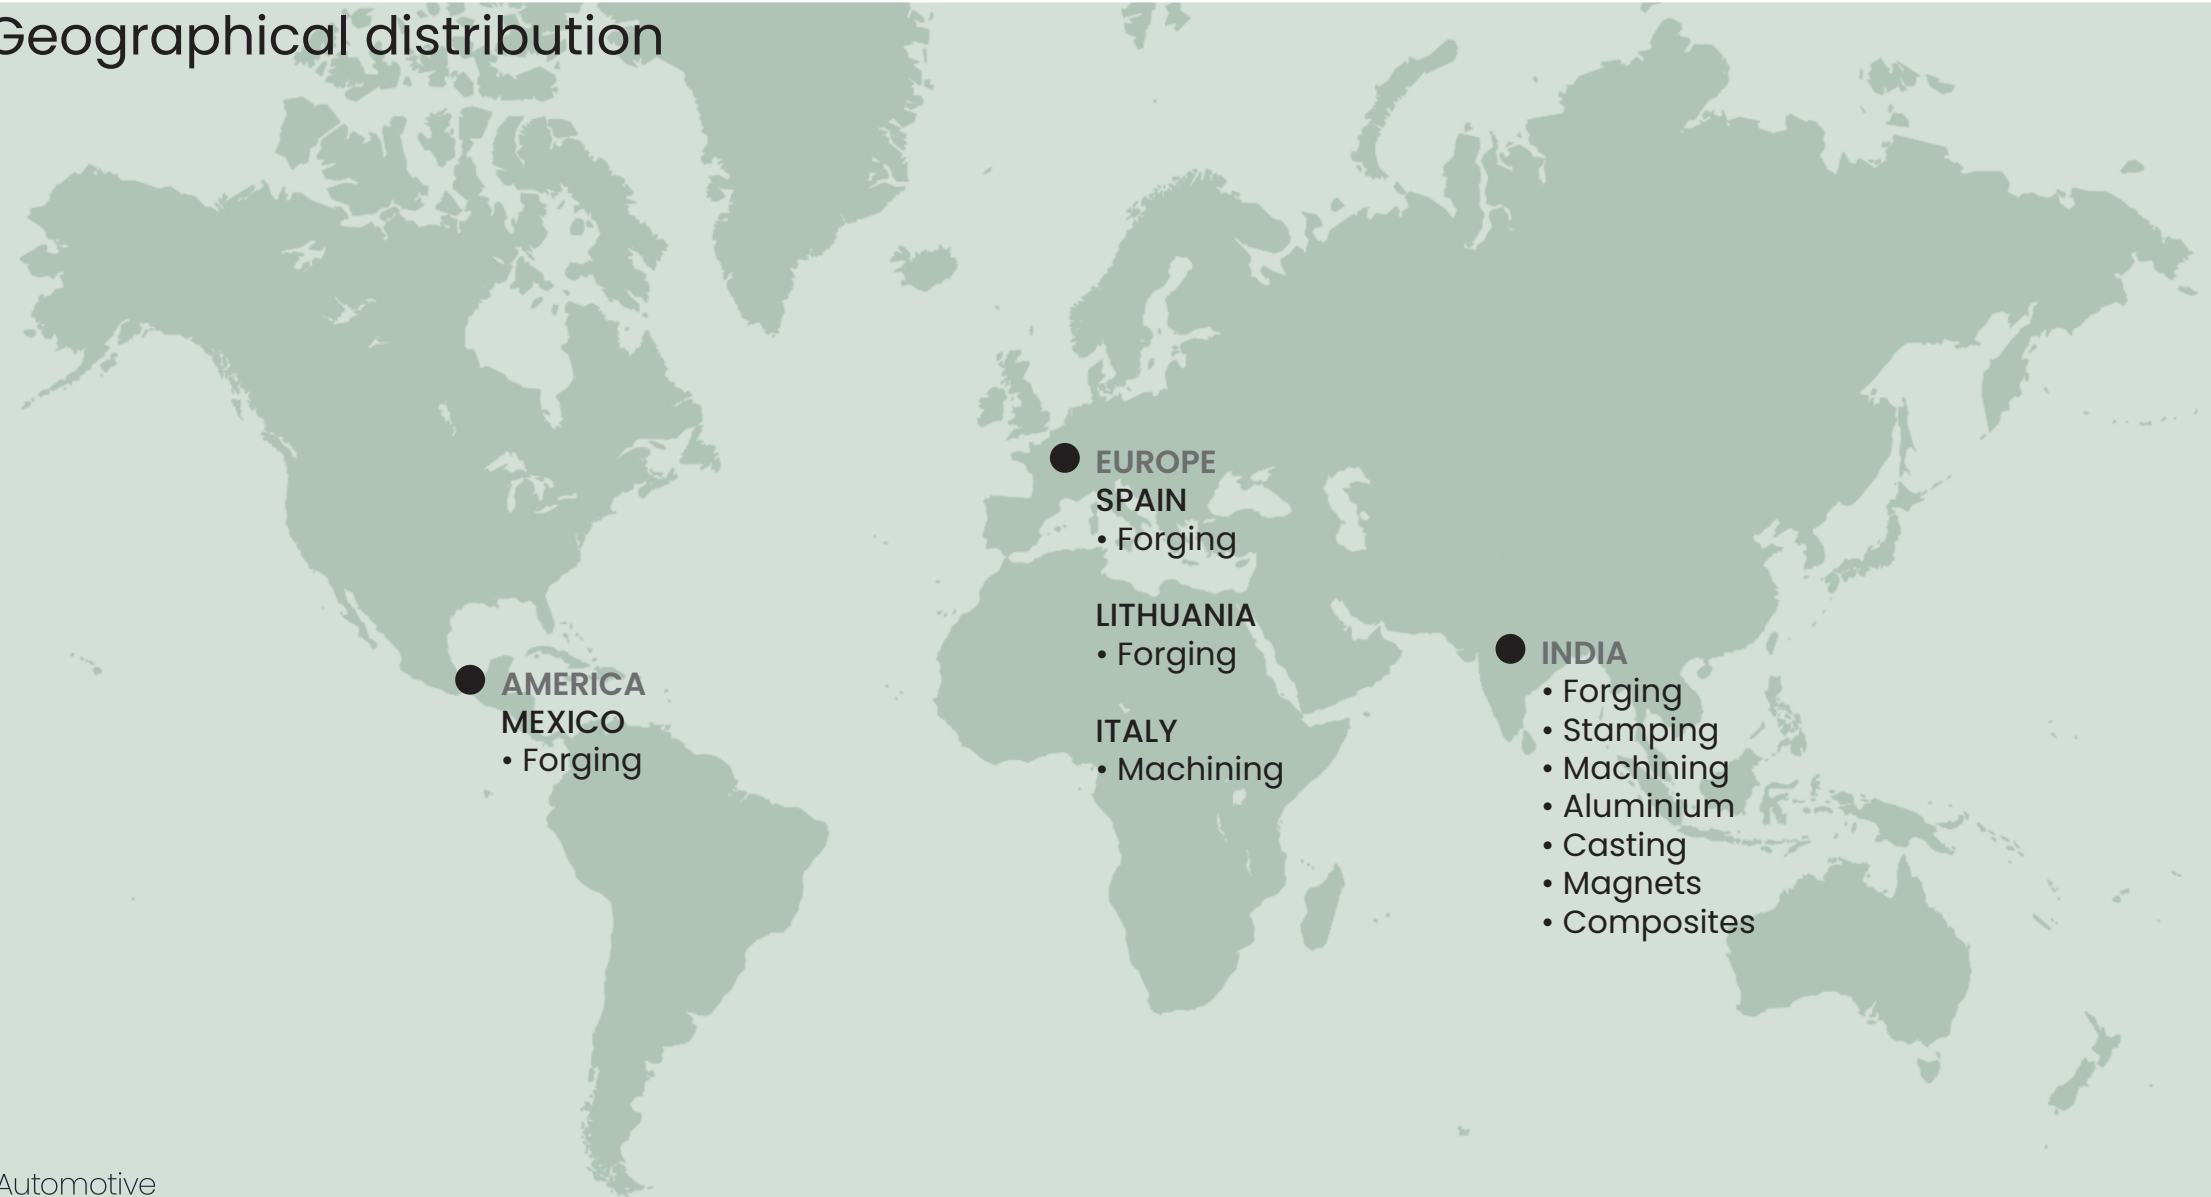 Geographical distribution
EUROPE
SPAIN
• Forging
LITHUANIA
• Forging
ITALY
• Machining
INDIA
• Forging
• Stamping
• Machining
• Aluminium
• Casting
• Magnets
• Composites
AMERICA
MEXICO
• Forging
Automotive